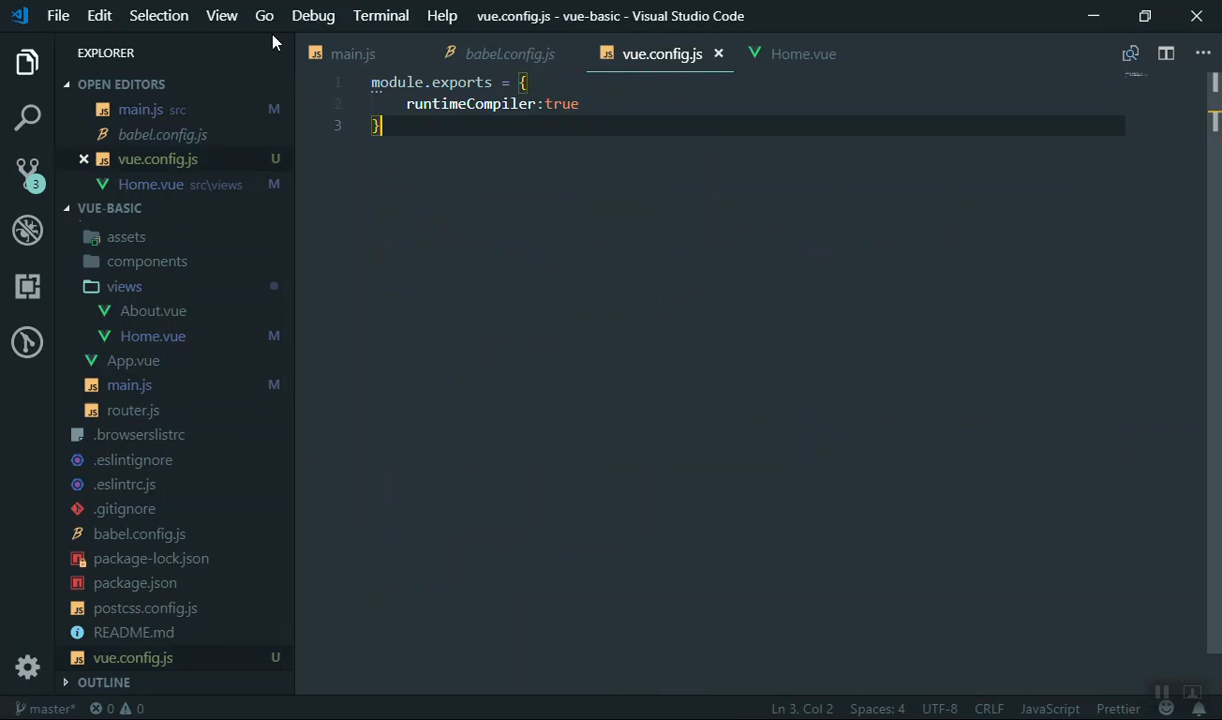 File Edit Selection View Go Debug Terminal Help vue.config.js - vue-basic - Visual Studio Code
EXPLORER
main.js babel.config.js vue.config.js Home.vue
OPEN EDITORS
main.js src M
babel.config.js
vue.config.js U
Home.vue src\views M
VUE-BASIC
assets
components
views
About.vue
Home.vue M
App.vue
main.js M
router.js
.browserslistrc
.eslintignore
.eslintrc.js
.gitignore
babel.config.js
package-lock.json
package.json
postcss.config.js
README.md
vue.config.js U
OUTLINE
3
1 module.exports = {
2 runtimeCompiler:true
3 }
master* 0 0 Ln 3, Col 2 Spaces: 4 UTF-8 CRLF JavaScript Prettier